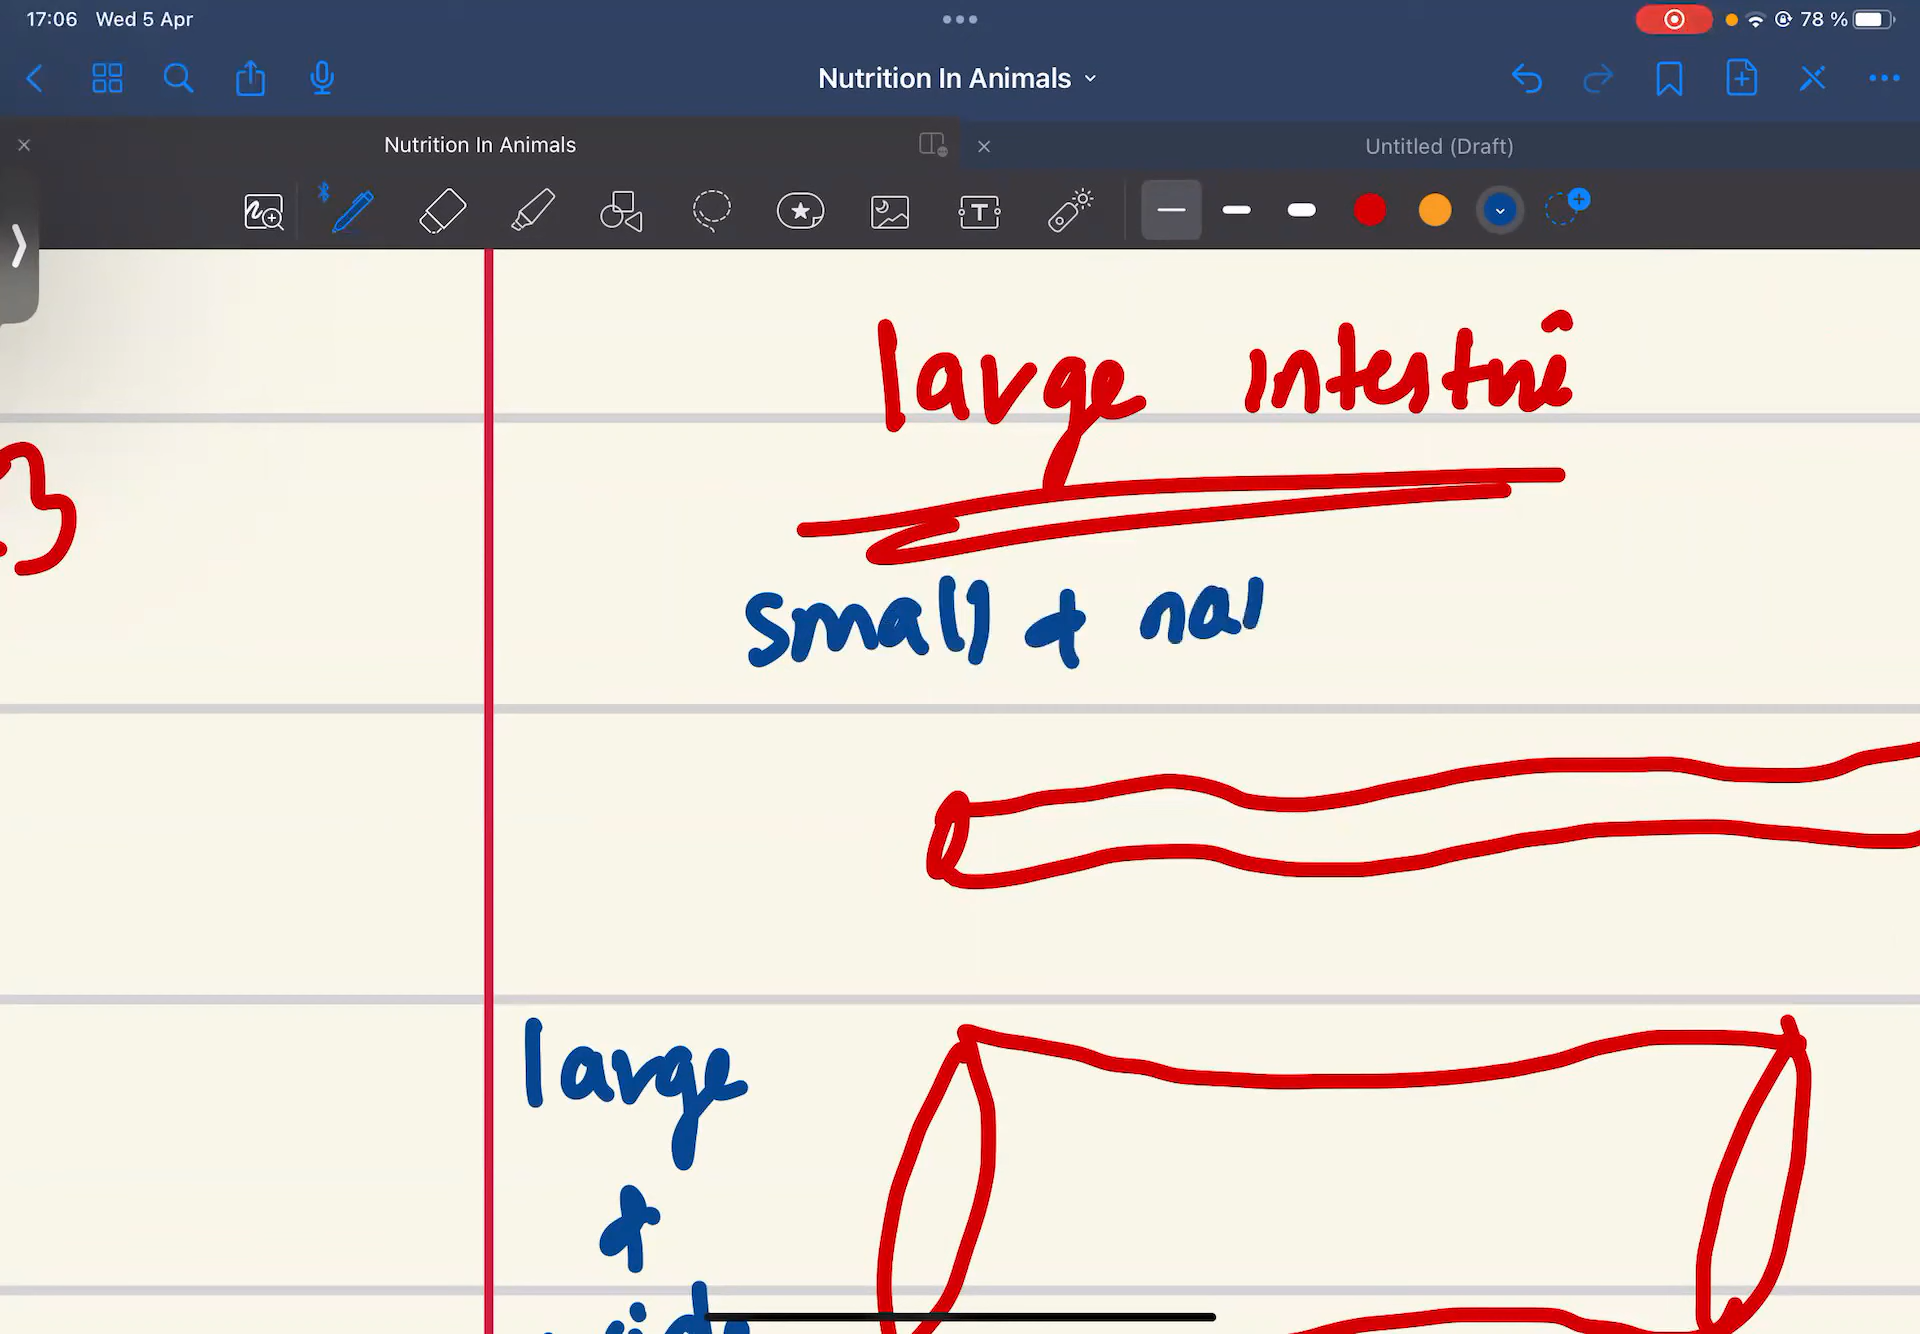 17:06 Wed 5 Apr
78 %
Nutrition In Animals
Nutrition In Animals
Untitled (Draft)
T
large intestine
3
small + nar
large
+